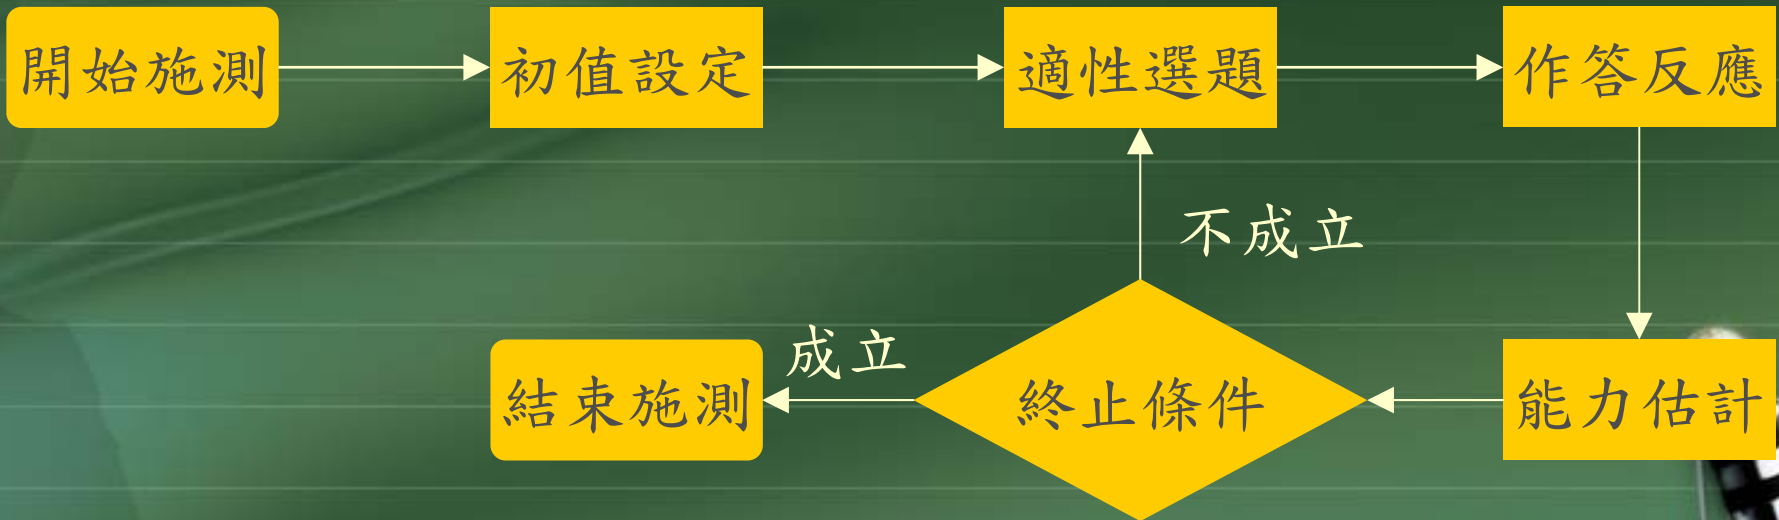 開始施測
初值設定
適性選題
作答反應
不成立
成立
結束施測
終止條件
能力估計